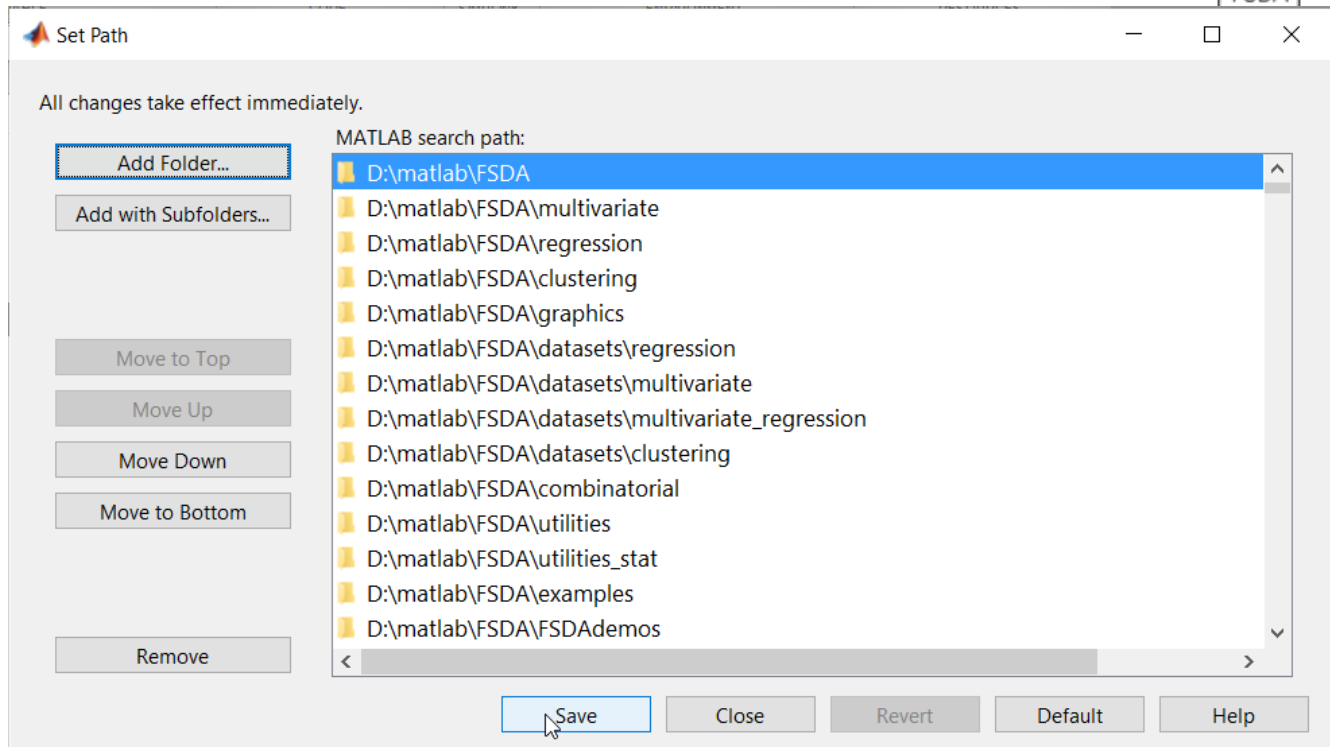 Set Path
All changes take effect immediately.
MATLAB search path:
Add Folder...
Add with Subfolders...
Move to Top
Move Up
Move Down
Move to Bottom
Remove
D:\matlab\FSDA
D:\matlab\FSDA\multivariate
D:\matlab\FSDA\regression
D:\matlab\FSDA\clustering
D:\matlab\FSDA\graphics
D:\matlab\FSDA\datasets\regression
D:\matlab\FSDA\datasets\multivariate
D:\matlab\FSDA\datasets\multivariate_regression
D:\matlab\FSDA\datasets\clustering
D:\matlab\FSDA\combinatorial
D:\matlab\FSDA\utilities
D:\matlab\FSDA\utilities_stat
D:\matlab\FSDA\examples
D:\matlab\FSDA\FSDAdemos
Save Close Revert Default Help